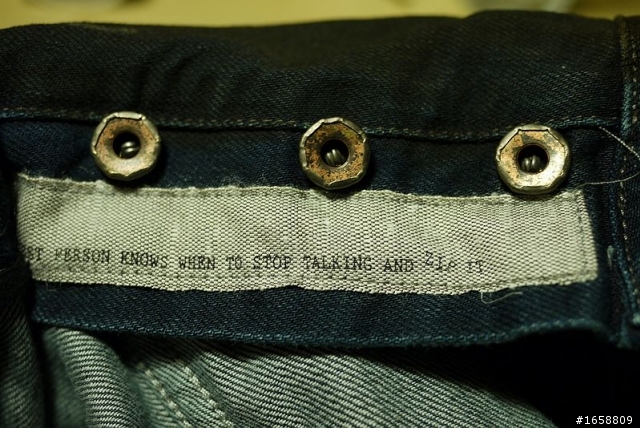 ST PERSON KNOWS WHEN TO STOP TALKING AND ZIP IT
#1658809